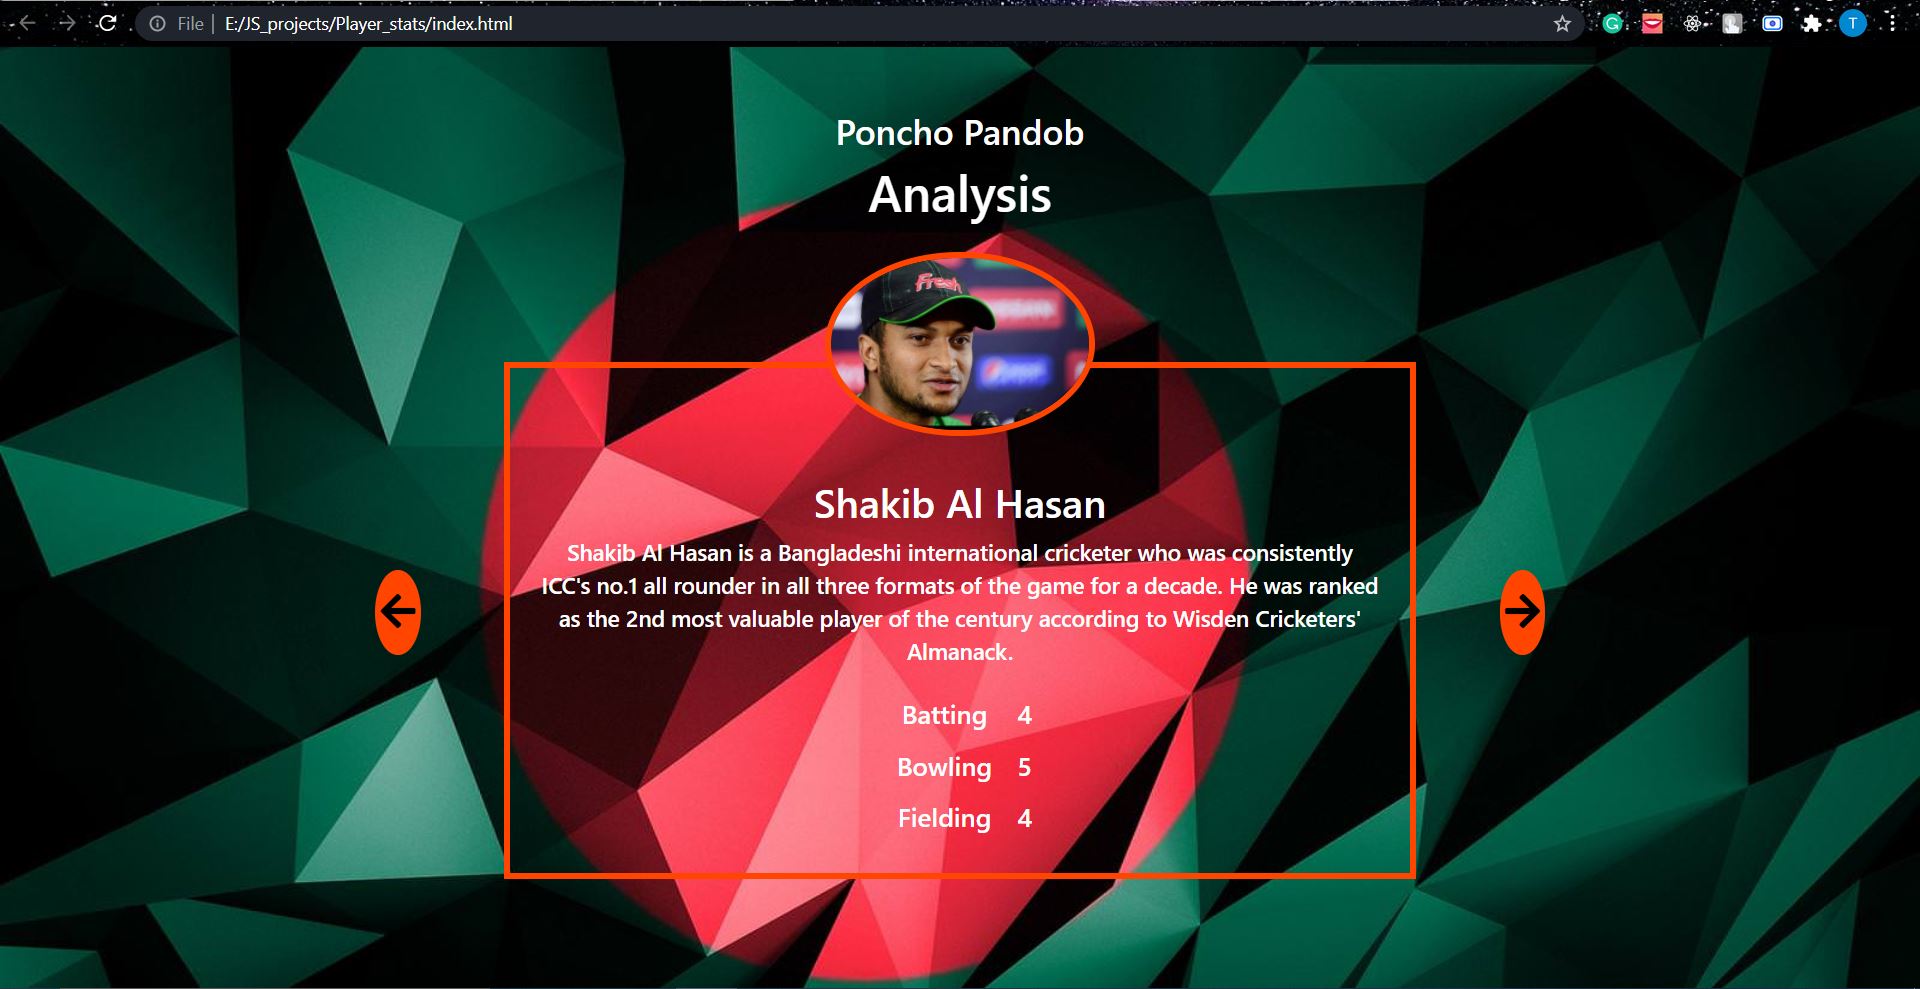 File
E:/JS_projects/Player_stats/index.html
T
Poncho Pandob
Analysis
Fresh
Shakib Al Hasan
Shakib Al Hasan is a Bangladeshi international cricketer who was consistently
ICC's no.1 all rounder in all three formats of the game for a decade. He was ranked
as the 2nd most valuable player of the century according to Wisden Cricketers'
Almanack.
Batting 4
Bowling 5
Fielding 4